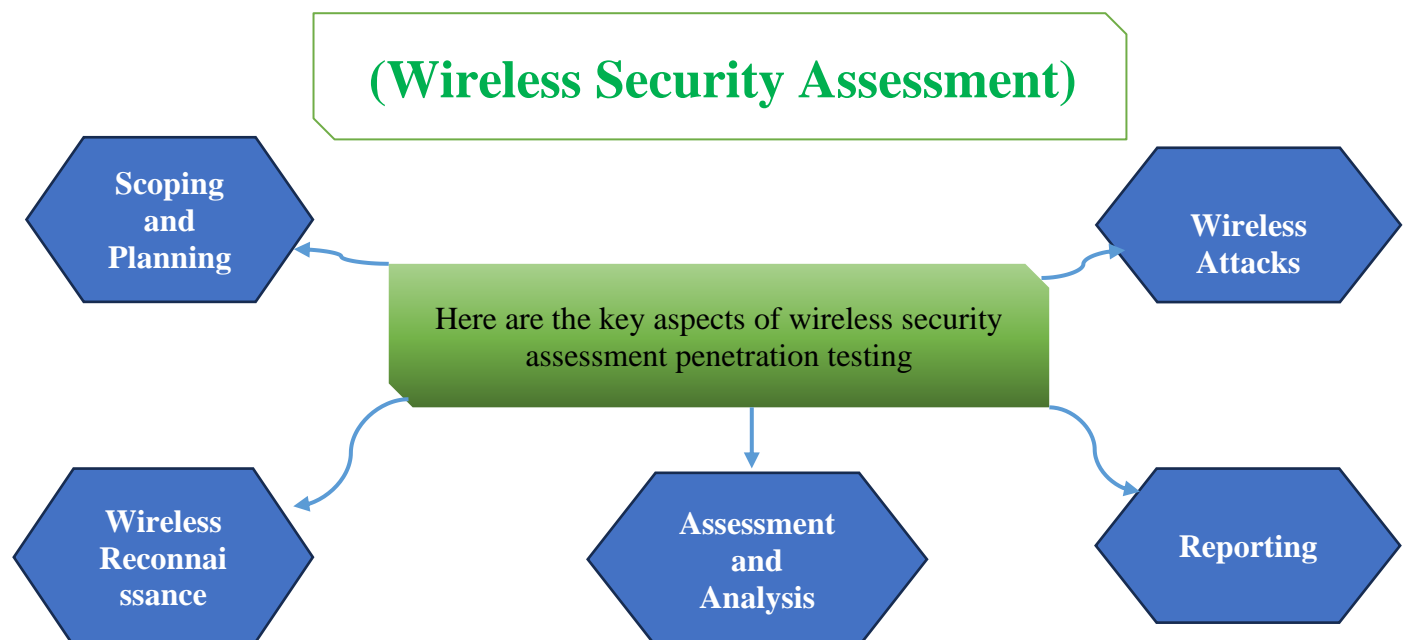 (Wireless Security Assessment)
Scoping
and
Planning
Wireless
Attacks
Here are the key aspects of wireless security
assessment penetration testing
Wireless
Reconnai
ssance
Assessment
and
Analysis
Reporting